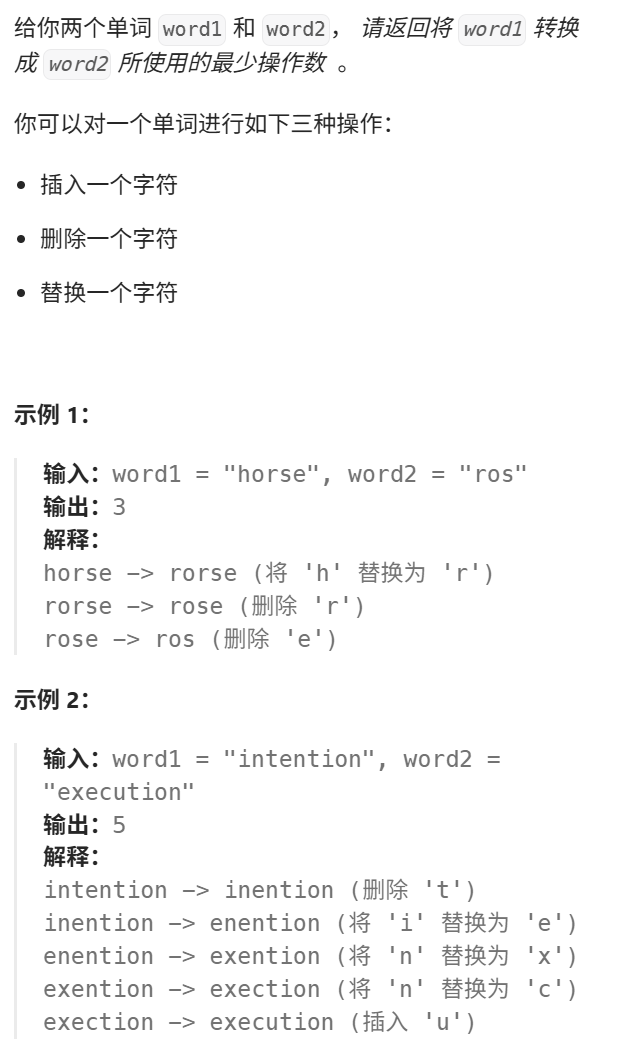 给你两个单词 word1 和 word2， 请返回将 word1 转换
成 word2 所使用的最少操作数 。
你可以对一个单词进行如下三种操作：
• 插入一个字符
• 删除一个字符
• 替换一个字符
示例 1：
输入：word1 = "horse", word2 = "ros"
输出：3
解释：
horse -> rorse (将 'h' 替换为 'r')
rorse -> rose (删除 'r')
rose -> ros (删除 'e')
示例 2：
输入：word1 = "intention", word2 =
"execution"
输出：5
解释：
intention -> inention (删除 't')
inention -> enention (将 'i' 替换为 'e')
enention -> exention (将 'n' 替换为 'x')
exention -> exection (将 'n' 替换为 'c')
exection -> execution (插入 'u')